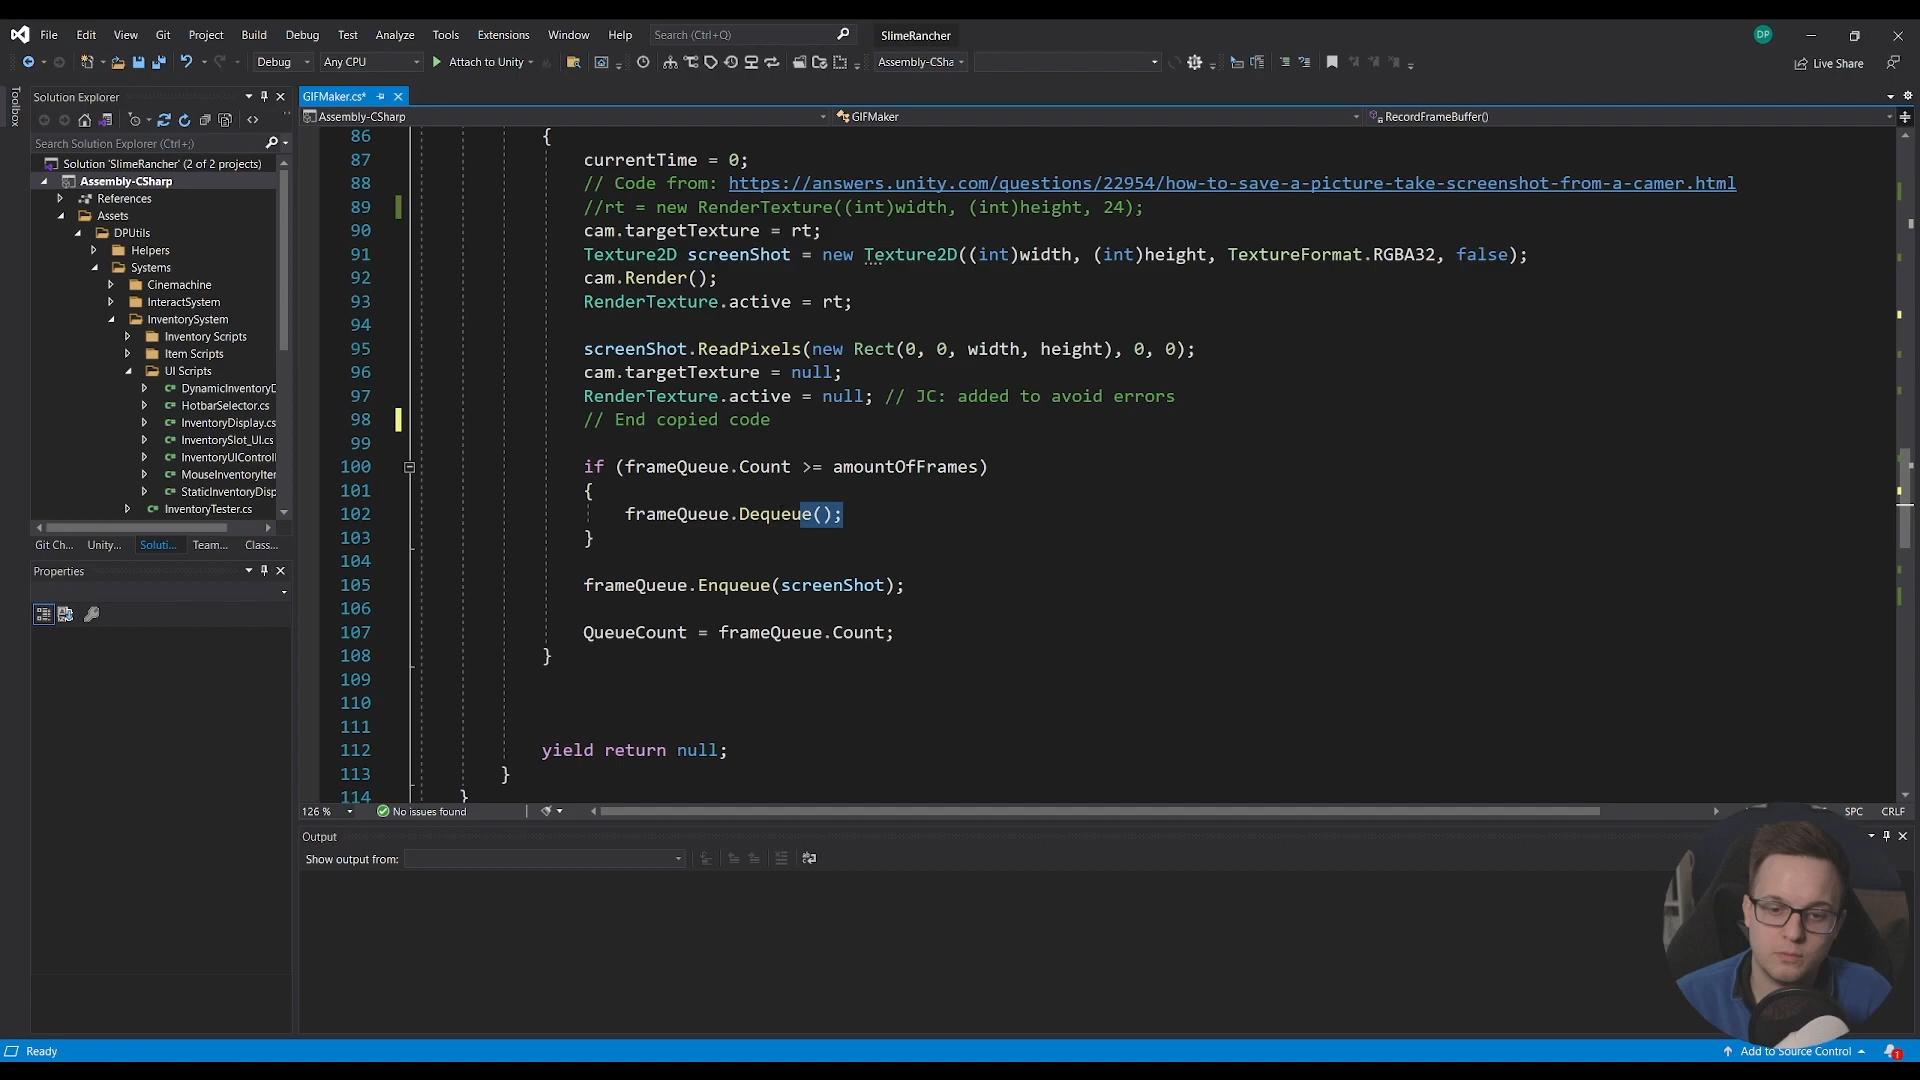 File Edit View Git Project Build Debug Test Analyze Tools Extensions Window Help Search (Ctrl+Q) SlimeRancher DP
Debug Any CPU Attach to Unity Assembly-CSha Live Share
Toolbox
Solution Explorer
Search Solution Explorer (Ctrl+;)
Solution 'SlimeRancher' (2 of 2 projects)
Assembly-CSharp
References
Assets
DPUtils
Helpers
Systems
Cinemachine
InteractSystem
InventorySystem
Inventory Scripts
Item Scripts
UI Scripts
DynamicInventoryD
HotbarSelector.cs
InventoryDisplay.cs
InventorySlot_UI.cs
InventoryUIControll
MouseInventoryIter
StaticInventoryDisp
InventoryTester.cs
Git Ch... Unity... Soluti... Team... Class...
Properties
GIFMaker.cs*
Assembly-CSharp GIFMaker RecordFrameBuffer()
86 {
87 currentTime = 0;
88 // Code from: https://answers.unity.com/questions/22954/how-to-save-a-picture-take-screenshot-from-a-camer.html
89 //rt = new RenderTexture((int)width, (int)height, 24);
90 cam.targetTexture = rt;
91 Texture2D screenShot = new Texture2D((int)width, (int)height, TextureFormat.RGBA32, false);
92 cam.Render();
93 RenderTexture.active = rt;
94
95 screenShot.ReadPixels(new Rect(0, 0, width, height), 0, 0);
96 cam.targetTexture = null;
97 RenderTexture.active = null; // JC: added to avoid errors
98 // End copied code
99
100 if (frameQueue.Count >= amountOfFrames)
101 {
102 frameQueue.Dequeue();
103 }
104
105 frameQueue.Enqueue(screenShot);
106
107 QueueCount = frameQueue.Count;
108 }
109
110
111
112 yield return null;
113 }
114 }
126 % No issues found SPC CRLF
Output
Show output from:
Ready Add to Source Control 1